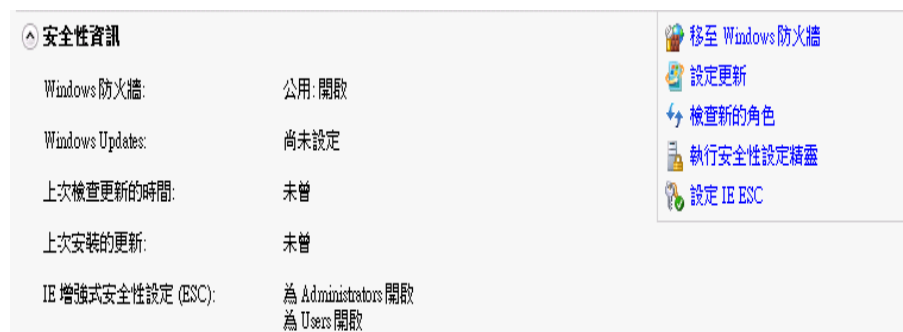 安全性資訊
Windows 防火牆: 公用: 開啟
Windows Updates: 尚未設定
上次檢查更新的時間: 未曾
上次安裝的更新: 未曾
IE 增強式安全性設定 (ESC): 為 Administrators 開啟
為 Users 開啟
移至 Windows 防火牆
設定更新
檢查新的角色
執行安全性設定精靈
設定 IE ESC